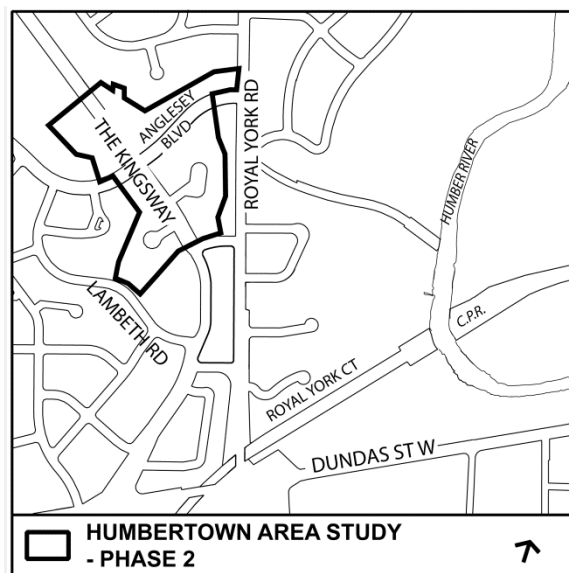 ANGLESEY
BLVD
THE KINGSWAY
ROYAL YORK RD
HUMBER RIVER
LAMBETH RD
C.P.R.
ROYAL YORK CT
DUNDAS ST W
HUMBERTOWN AREA STUDY
- PHASE 2